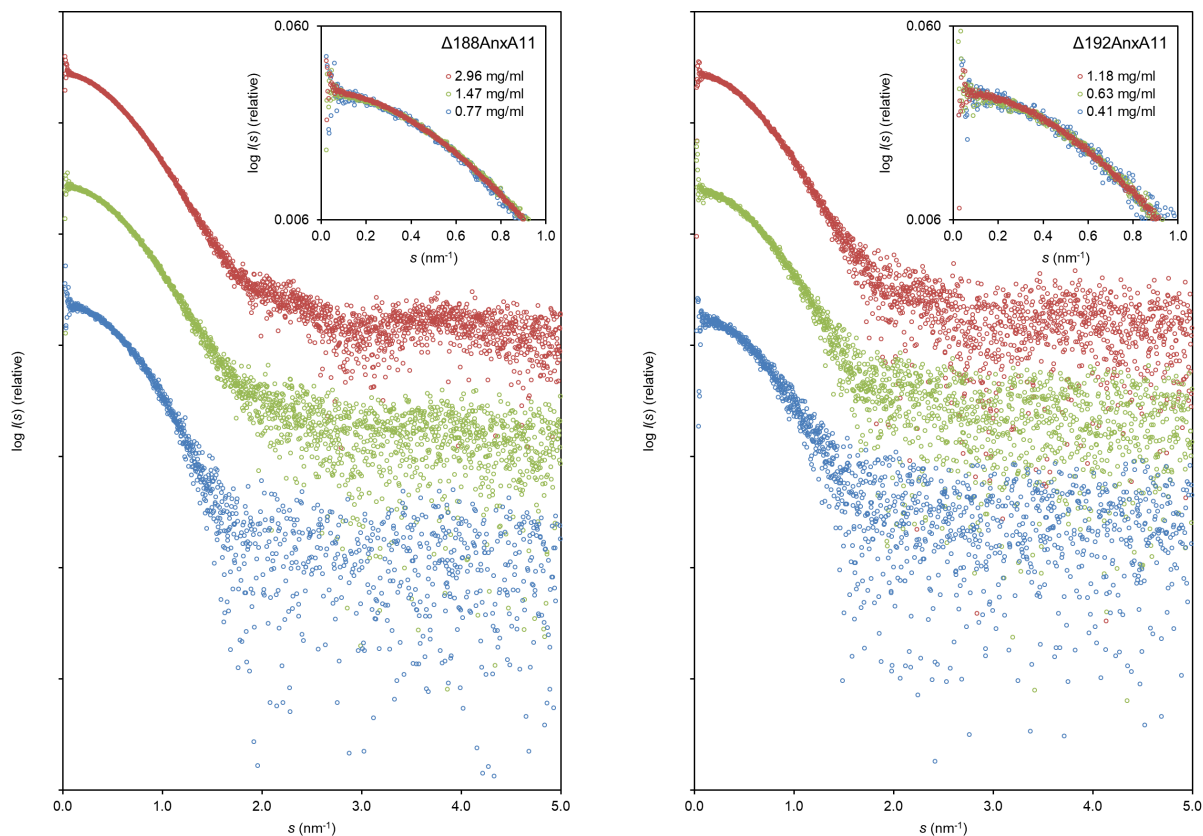 0.060
Δ188AnxA11
2.96 mg/ml
1.47 mg/ml
0.77 mg/ml
log I(s) (relative)
0.006
0.0 0.2 0.4 0.6 0.8 1.0
s (nm-1)
log I(s) (relative)
0.0 1.0 2.0 3.0 4.0 5.0
s (nm-1)
0.060
Δ192AnxA11
1.18 mg/ml
0.63 mg/ml
0.41 mg/ml
log I(s) (relative)
0.006
0.0 0.2 0.4 0.6 0.8 1.0
s (nm-1)
log I(s) (relative)
0.0 1.0 2.0 3.0 4.0 5.0
s (nm-1)